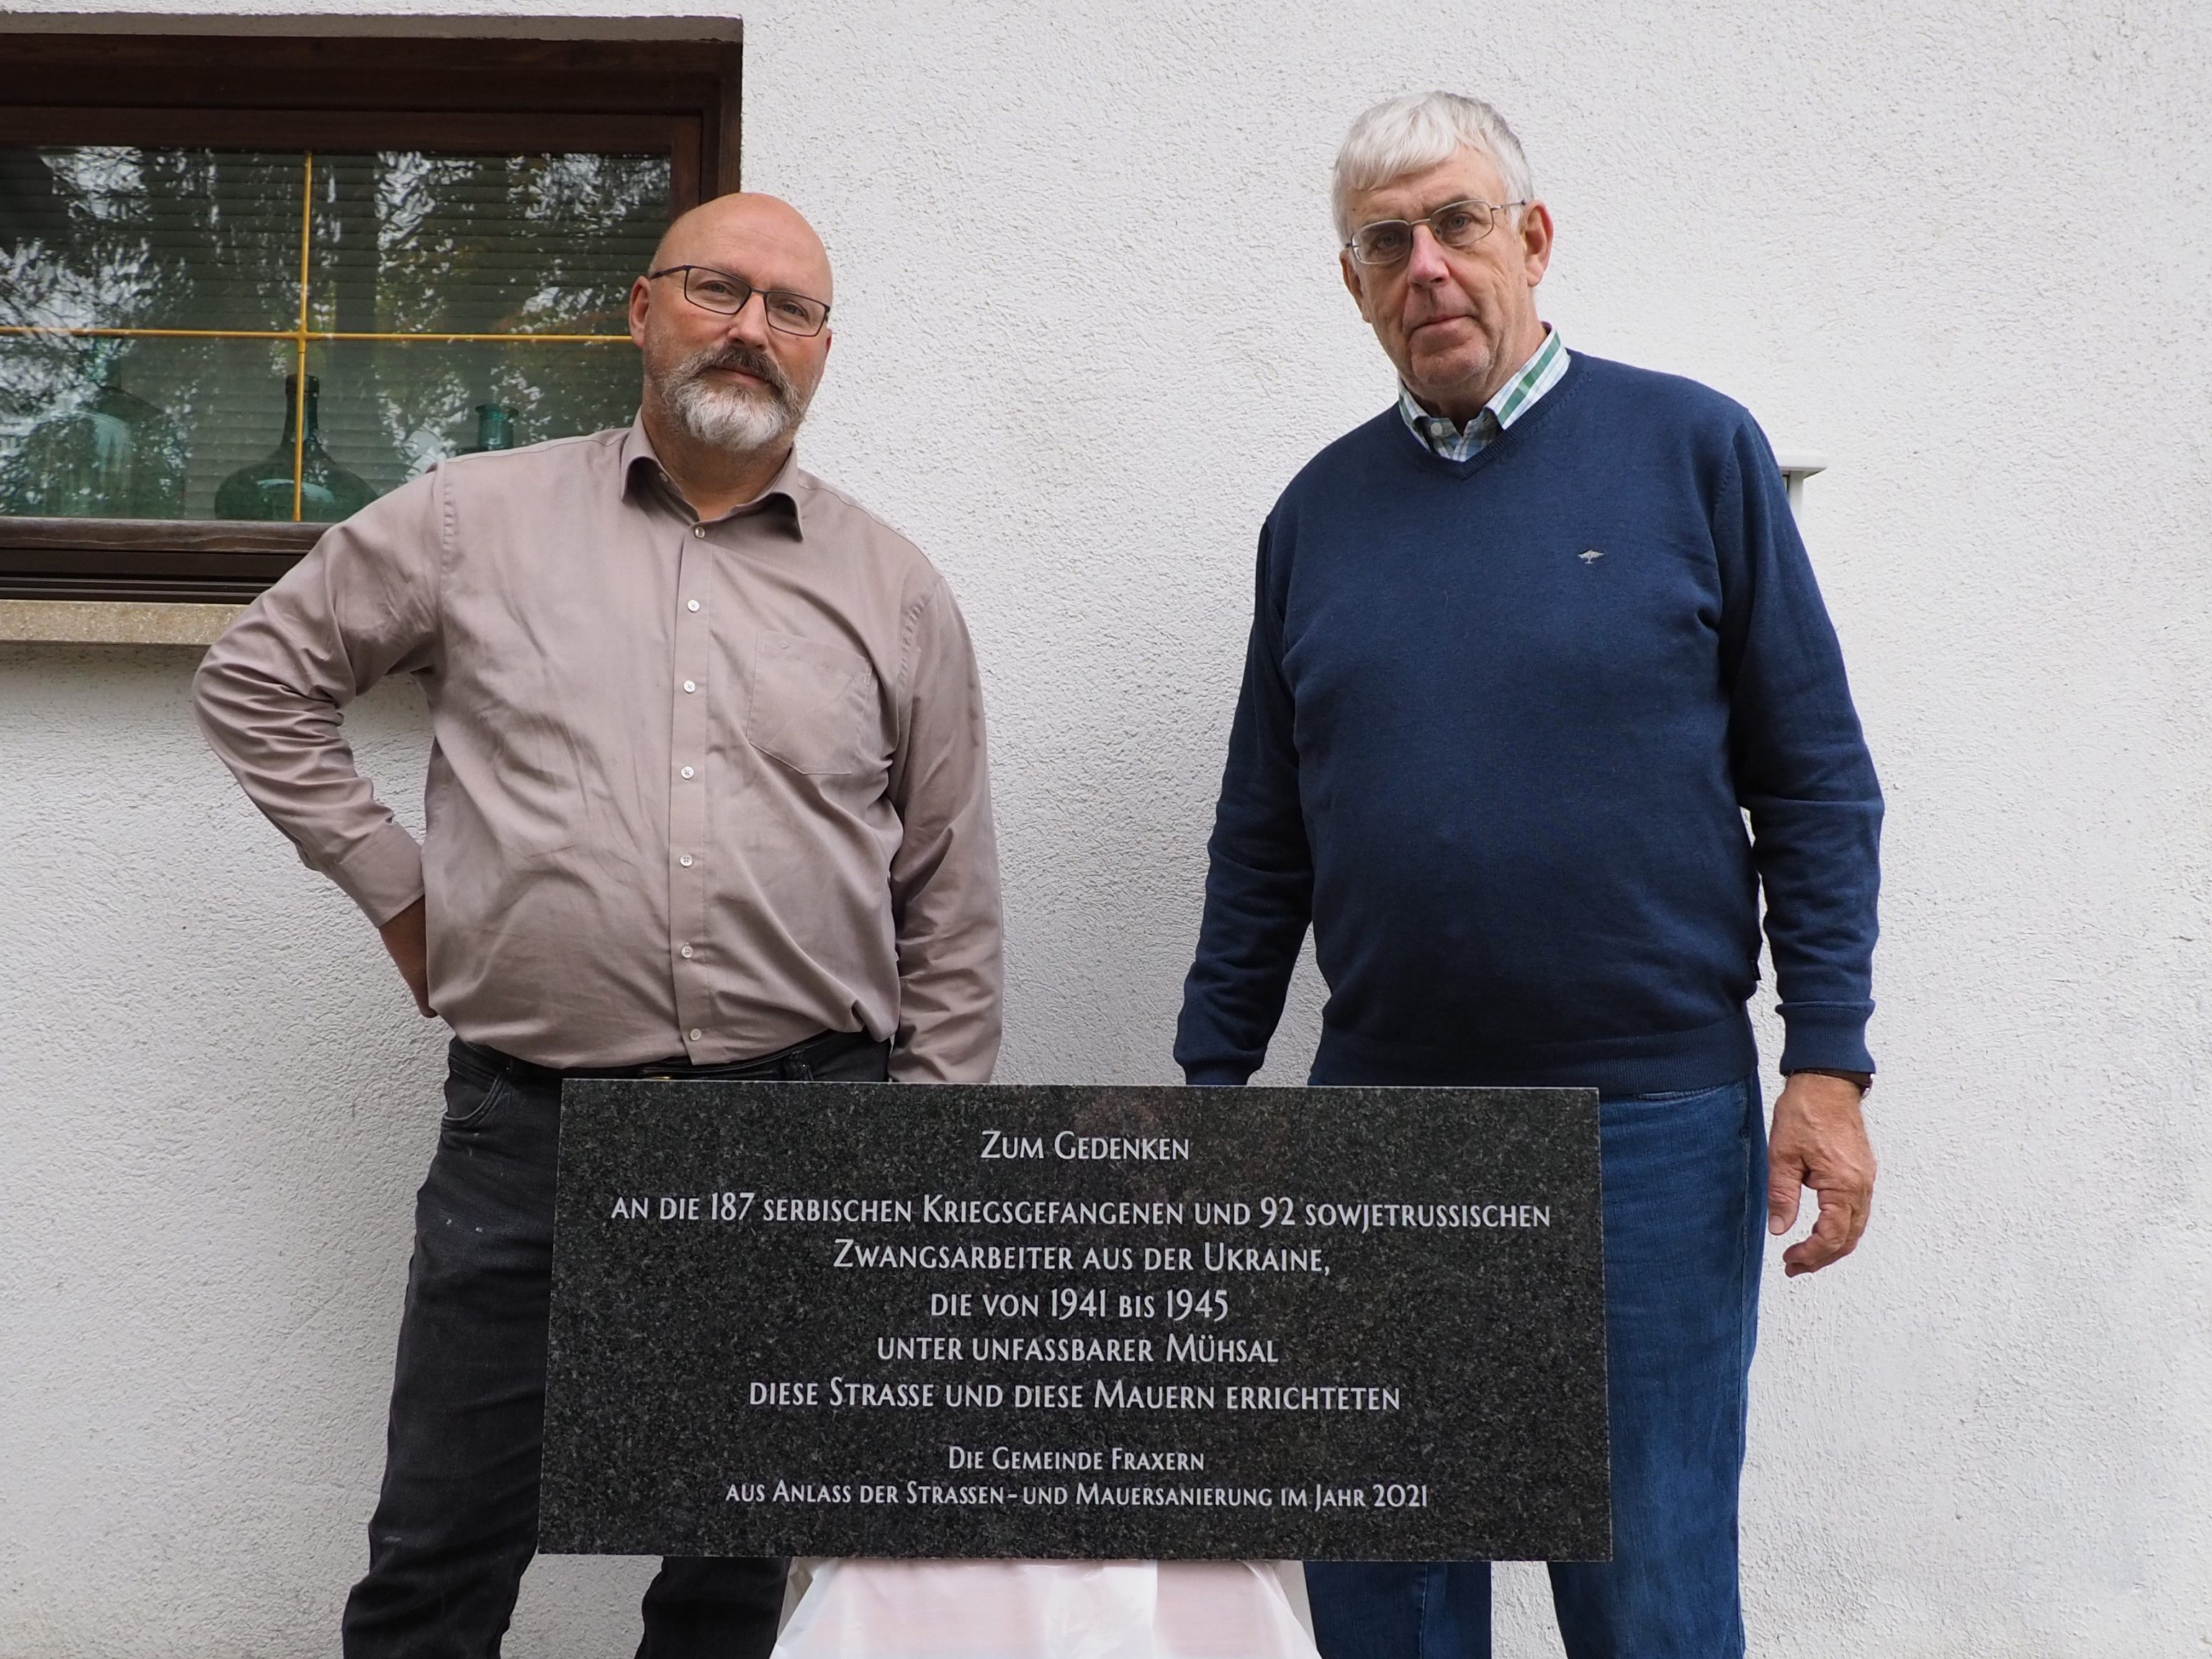 Zum Gedenken
an die 187 serbischen Kriegsgefangenen und 92 sowjetrussischen
Zwangsarbeiter aus der Ukraine,
die von 1941 bis 1945
unter unfassbarer Mühsal
diese Strasse und diese Mauern errichteten
Die Gemeinde Fraxern
aus Anlass der Strassen- und Mauersanierung im Jahr 2021